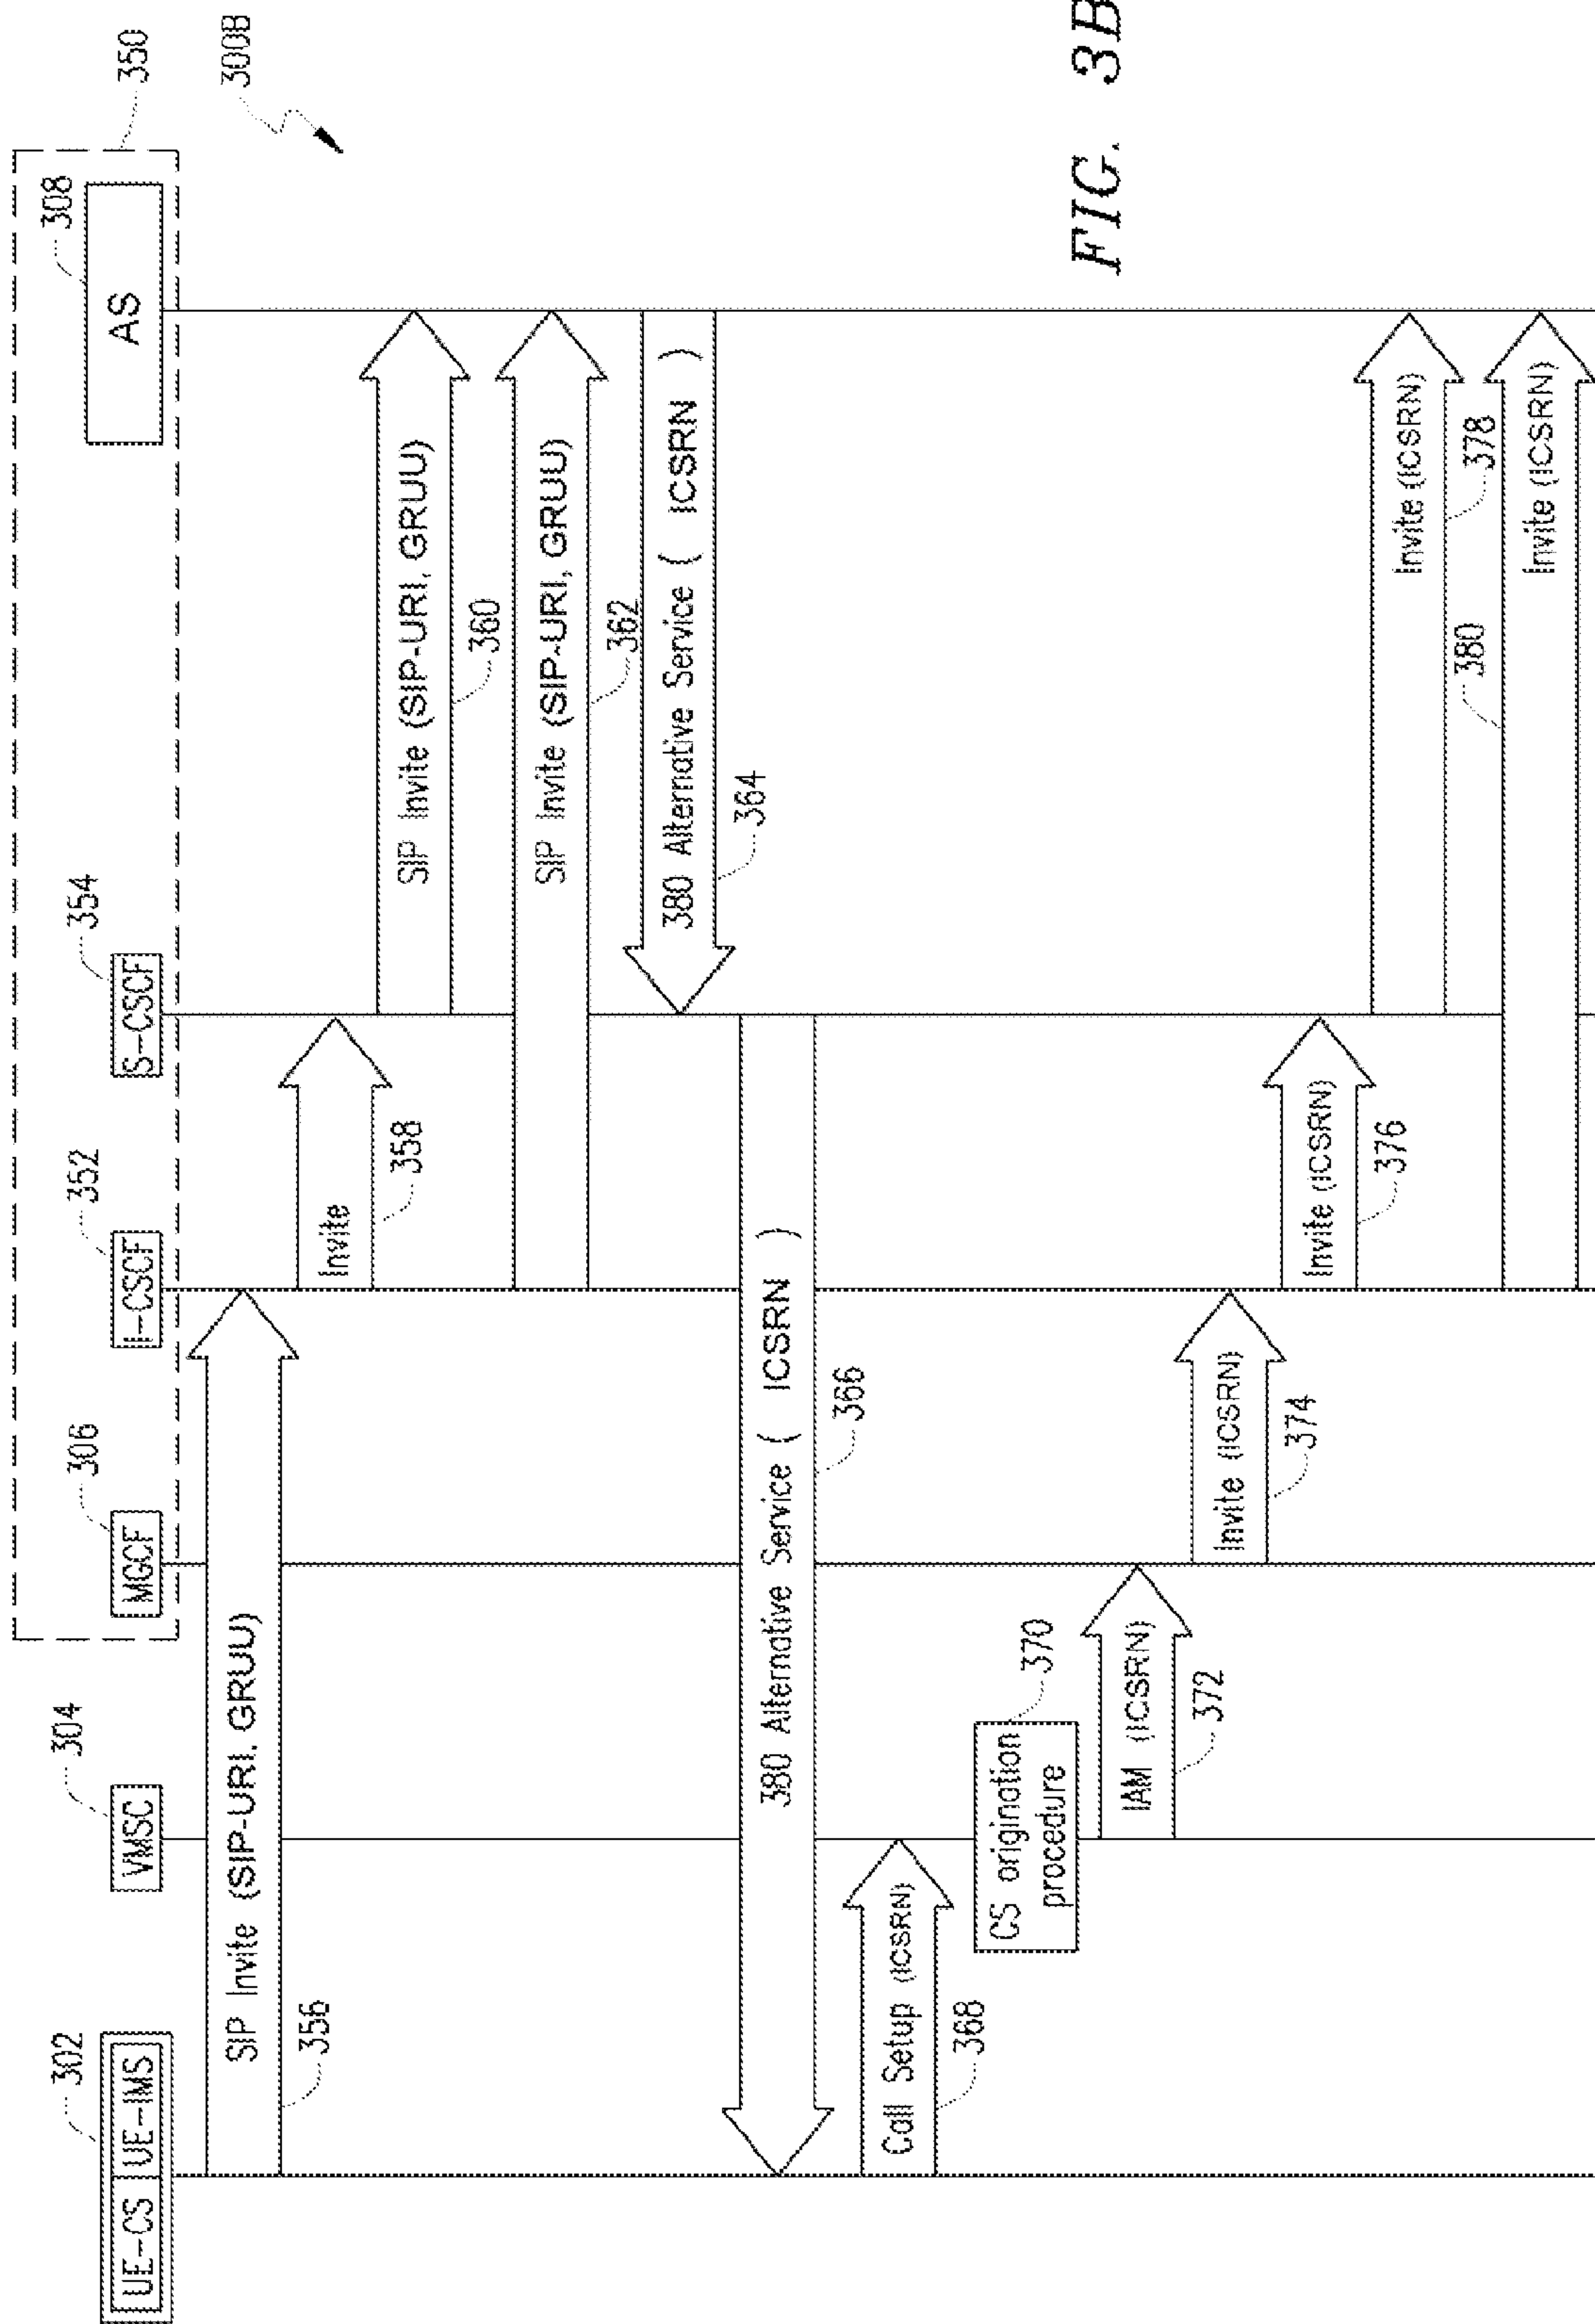 350
300B
302
304
306
352
354
308
UE-CS
UE-IMS
VMSC
MGCF
I-CSCF
S-CSCF
AS
SIP Invite (SIP-URI, GRUU)
356
Invite
358
SIP Invite (SIP-URI, GRUU)
360
SIP Invite (SIP-URI, GRUU)
362
380 Alternative Service ( ICSRN )
364
380 Alternative Service ( ICSRN )
366
Call Setup (ICSRN)
368
CS origination
procedure
370
IAM (ICSRN)
372
Invite (ICSRN)
374
Invite (ICSRN)
376
Invite (ICSRN)
378
380
Invite (ICSRN)
FIG. 3B